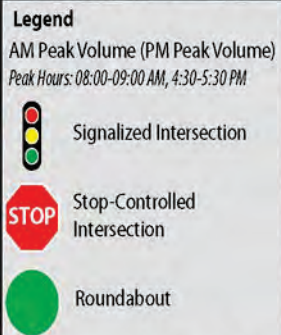 Legend
AM Peak Volume (PM Peak Volume)
Peak Hours: 08:00-09:00 AM, 4:30-5:30 PM
Signalized Intersection
STOP
Stop-Controlled
Intersection
Roundabout